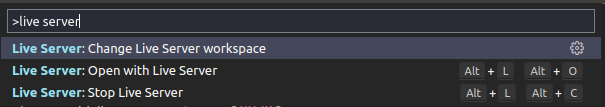 >live server
Live Server: Change Live Server workspace
Live Server: Open with Live Server Alt + L Alt + O
Live Server: Stop Live Server Alt + L Alt + C